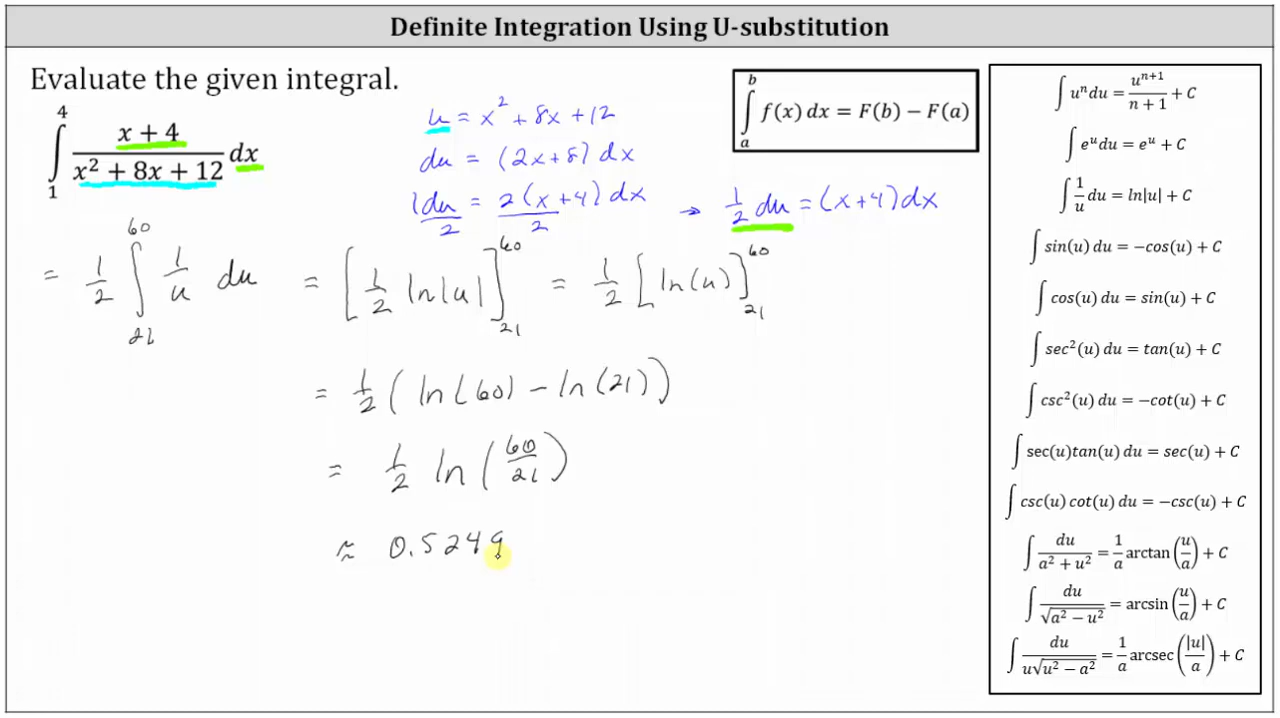 Definite Integration Using U-substitution
Evaluate the given integral.
∫₁⁴ (x + 4)/(x² + 8x + 12) dx
u = x² + 8x + 12
du = (2x+8) dx
1du/2 = 2(x+4) dx/2 → 1/2 du = (x+4) dx
∫ₐᵇ f(x) dx = F(b) − F(a)
= 1/2 ∫₂₁⁶⁰ 1/u du = [1/2 ln|u|]₂₁⁶⁰ = 1/2 [ln(u)]₂₁⁶⁰
= 1/2 (ln(60) − ln(21))
= 1/2 ln(60/21)
≈ 0.5249
∫ uⁿ du = uⁿ⁺¹/(n + 1) + C
∫ eᵘ du = eᵘ + C
∫ 1/u du = ln|u| + C
∫ sin(u) du = −cos(u) + C
∫ cos(u) du = sin(u) + C
∫ sec²(u) du = tan(u) + C
∫ csc²(u) du = −cot(u) + C
∫ sec(u)tan(u) du = sec(u) + C
∫ csc(u) cot(u) du = −csc(u) + C
∫ du/(a² + u²) = 1/a arctan(u/a) + C
∫ du/√(a² − u²) = arcsin(u/a) + C
∫ du/(u√(u² − a²)) = 1/a arcsec(|u|/a) + C